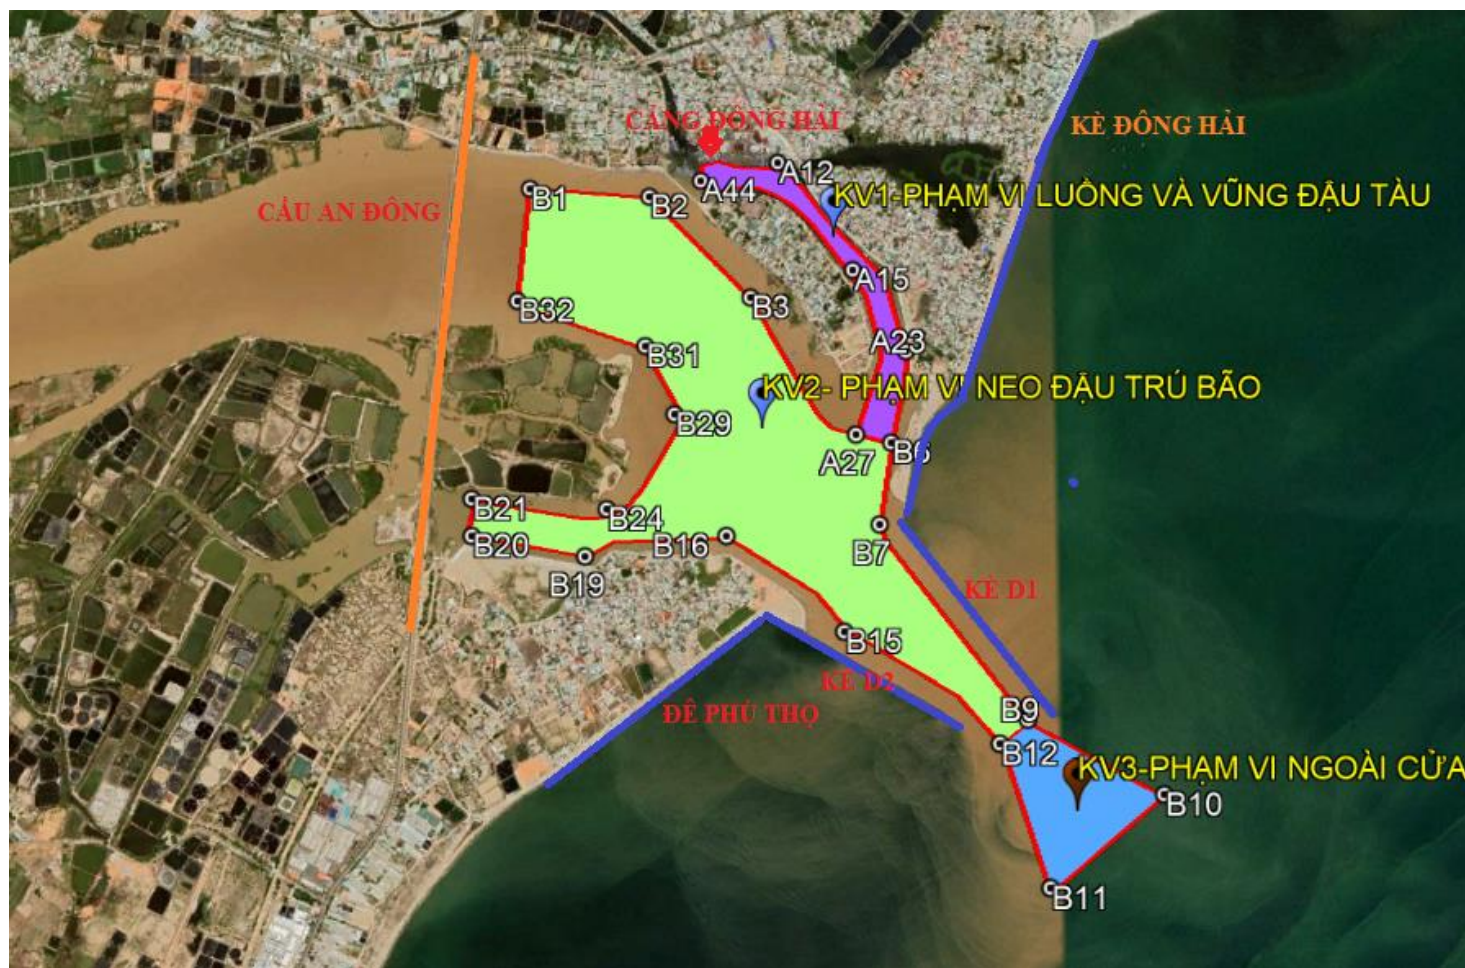 CẢNG ĐÔNG HẢI
KÈ ĐÔNG HẢI
A12
A44
B1
B2
KV1-PHẠM VI LUỒNG VÀ VŨNG ĐẬU TÀU
CẦU AN ĐÔNG
A15
B3
B32
A23
B31
KV2- PHẠM VI NEO ĐẬU TRÚ BÃO
B29
B6
A27
B21
B24
B20
B16
B7
B19
KÈ D1
B15
KÈ D2
ĐÊ PHÚ THỌ
B9
B12
KV3-PHẠM VI NGOÀI CỬA
B10
B11